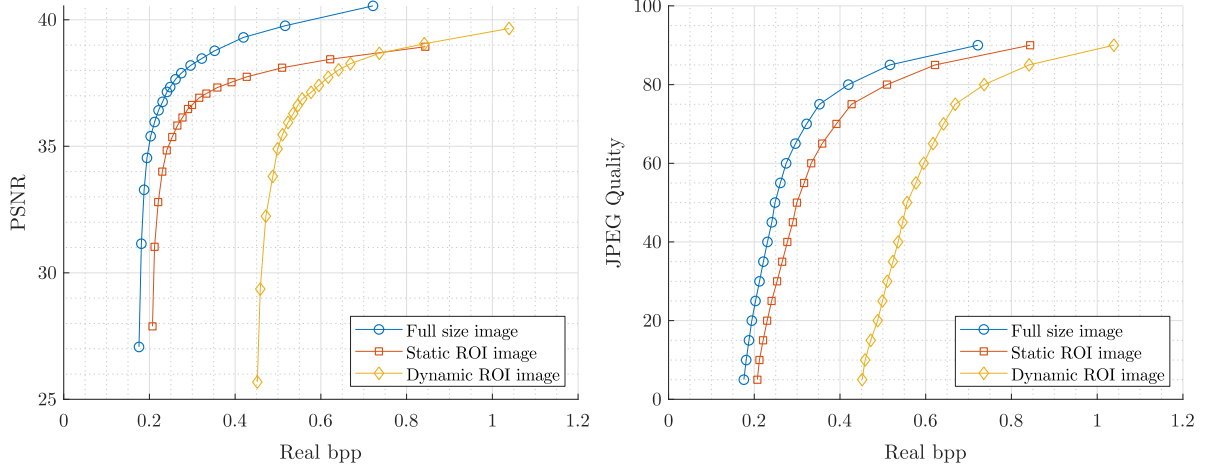 40
35
30
25
PSNR
0
0.2
0.4
0.6
0.8
1
1.2
Real bpp
Full size image
Static ROI image
Dynamic ROI image
100
80
60
40
20
0
JPEG Quality
0
0.2
0.4
0.6
0.8
1
1.2
Real bpp
Full size image
Static ROI image
Dynamic ROI image